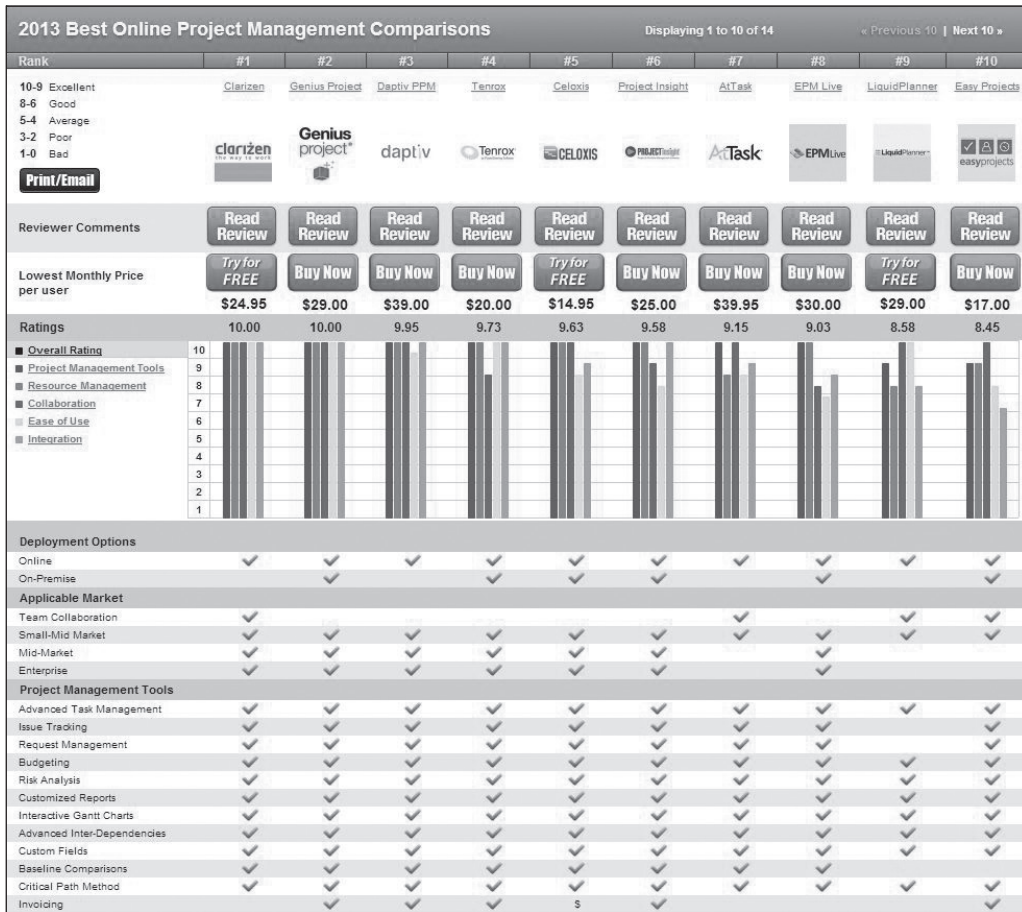 2013 Best Online Project Management Comparisons Displaying 1 to 10 of 14 « Previous 10 | Next 10 »
Rank #1 #2 #3 #4 #5 #6 #7 #8 #9 #10
10-9 Excellent
8-6 Good
5-4 Average
3-2 Poor
1-0 Bad
Print/Email
Clarizen Genius Project Daptiv PPM Tenrox Celoxis Project Insight AtTask EPM Live LiquidPlanner Easy Projects
clarizen the way to work Genius project daptiv Tenrox CELOXIS PROJECT insight AtTask EPMLive LiquidPlanner easyprojects
Reviewer Comments Read Review Read Review Read Review Read Review Read Review Read Review Read Review Read Review Read Review Read Review
Lowest Monthly Price per user Try for FREE Buy Now Buy Now Buy Now Try for FREE Buy Now Buy Now Buy Now Try for FREE Buy Now
$24.95 $29.00 $39.00 $20.00 $14.95 $25.00 $39.95 $30.00 $29.00 $17.00
Ratings 10.00 10.00 9.95 9.73 9.63 9.58 9.15 9.03 8.58 8.45
Overall Rating
Project Management Tools
Resource Management
Collaboration
Ease of Use
Integration
10
9
8
7
6
5
4
3
2
1
Deployment Options
Online
On-Premise
Applicable Market
Team Collaboration
Small-Mid Market
Mid-Market
Enterprise
Project Management Tools
Advanced Task Management
Issue Tracking
Request Management
Budgeting
Risk Analysis
Customized Reports
Interactive Gantt Charts
Advanced Inter-Dependencies
Custom Fields
Baseline Comparisons
Critical Path Method
Invoicing $